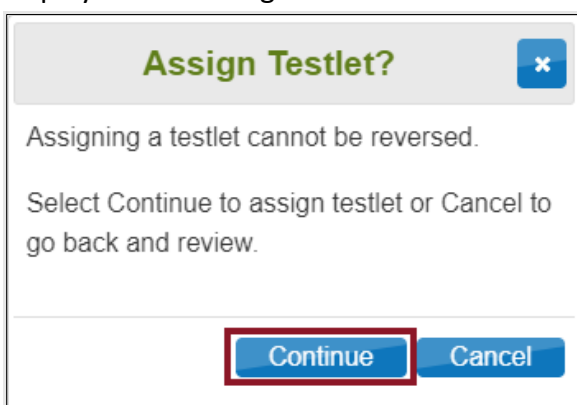 Assign Testlet?
Assigning a testlet cannot be reversed.
Select Continue to assign testlet or Cancel to
go back and review.
Continue Cancel